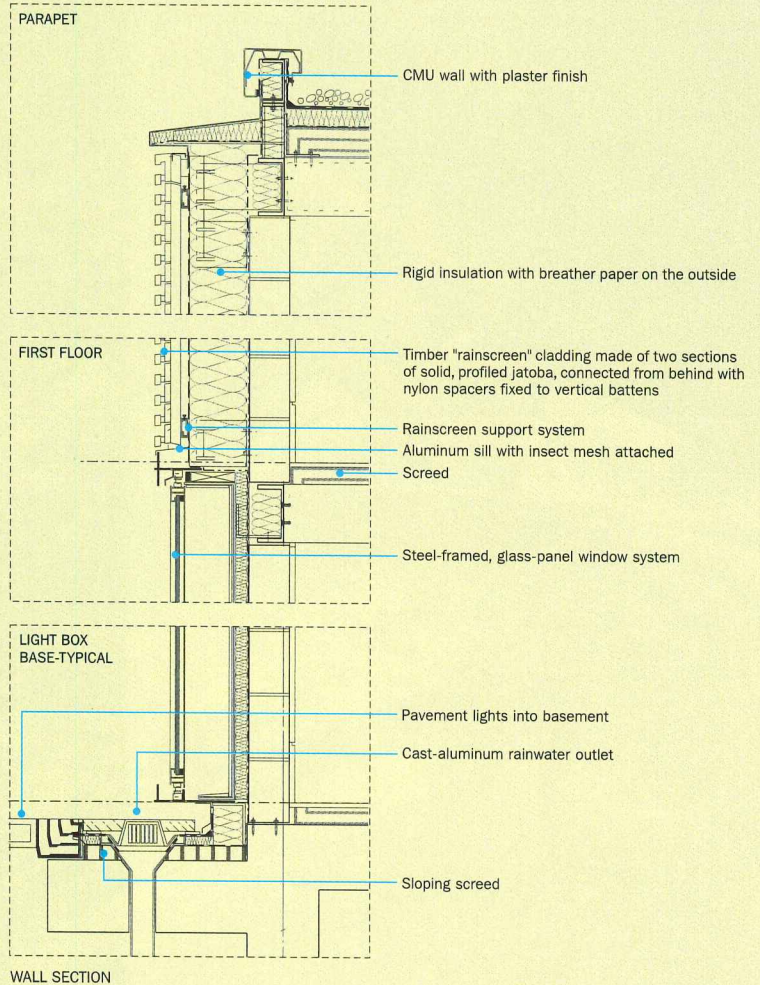 PARAPET
CMU wall with plaster finish
Rigid insulation with breather paper on the outside
FIRST FLOOR
Timber "rainscreen" cladding made of two sections
of solid, profiled jatoba, connected from behind with
nylon spacers fixed to vertical battens
Rainscreen support system
Aluminum sill with insect mesh attached
Screed
Steel-framed, glass-panel window system
LIGHT BOX
BASE-TYPICAL
Pavement lights into basement
Cast-aluminum rainwater outlet
Sloping screed
WALL SECTION